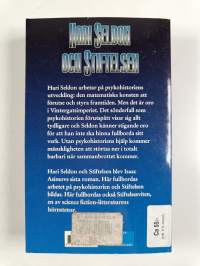 HARI SELDON
OCH STIFTELSEN
Hari Seldon arbetar på psykohistoriens
utveckling: den matematiska konsten att
förutse och styra framtiden. Men det är oro
i Vintergatsimperiet. Det sönderfall som
psykohistorien förutspått visar sig allt
tydligare och Seldon känner stigande oro
för att han inte ska hinna fullborda sitt
verk. Utan psykohistoriens hjälp kommer
mänskligheten att störtas ner i totalt
barbari när sammanbrottet kommer.
Hari Seldon och Stiftelsen blev Isaac
Asimovs sista roman. Här fullbordas
arbetet på psykohistorien och Stiftelsen
bildas. Här fullbordas också Stiftelsesviten,
en av science fiction-litteraturens
hörnstenar.